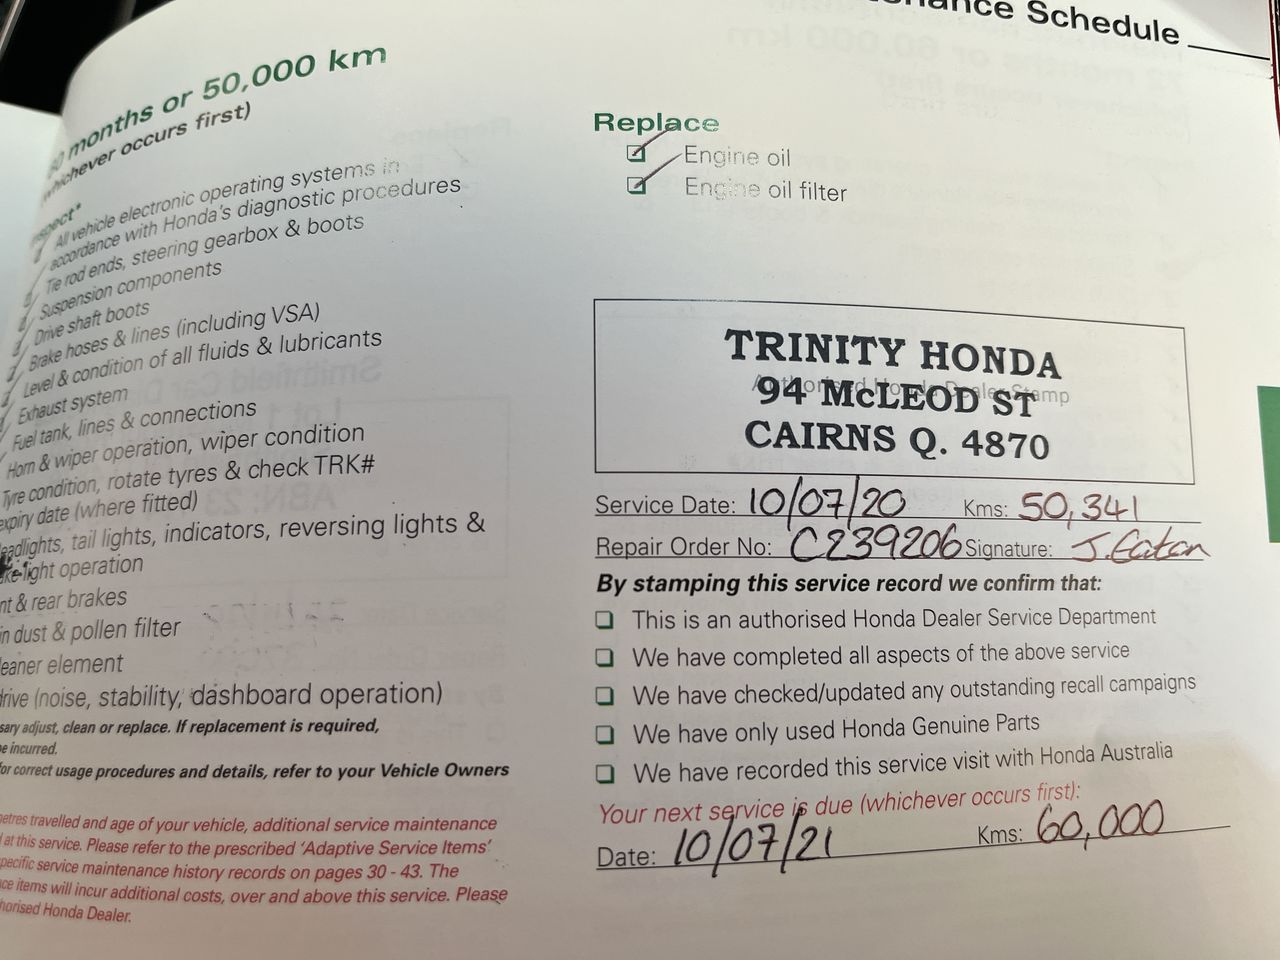 nance Schedule
months or 50,000 km
whichever occurs first)
Inspect*
All vehicle electronic operating systems in
accordance with Honda's diagnostic procedures
Tie rod ends, steering gearbox & boots
Suspension components
Drive shaft boots
Brake hoses & lines (including VSA)
Level & condition of all fluids & lubricants
Exhaust system
Fuel tank, lines & connections
Horn & wiper operation, wiper condition
Tyre condition, rotate tyres & check TRK#
expiry date (where fitted)
eadlights, tail lights, indicators, reversing lights &
ke-light operation
nt & rear brakes
in dust & pollen filter
leaner element
drive (noise, stability, dashboard operation)
sary adjust, clean or replace. If replacement is required,
be incurred.
for correct usage procedures and details, refer to your Vehicle Owners
metres travelled and age of your vehicle, additional service maintenance
d at this service. Please refer to the prescribed 'Adaptive Service Items'
pecific service maintenance history records on pages 30 - 43. The
ce items will incur additional costs, over and above this service. Please
horised Honda Dealer.
Replace
Engine oil
Engine oil filter
TRINITY HONDA
Authorised Honda Dealer Stamp
94 McLEOD ST
CAIRNS Q. 4870
Service Date: 10/07/20 Kms: 50,341
Repair Order No: C239206 Signature: J.Eaton
By stamping this service record we confirm that:
This is an authorised Honda Dealer Service Department
We have completed all aspects of the above service
We have checked/updated any outstanding recall campaigns
We have only used Honda Genuine Parts
We have recorded this service visit with Honda Australia
Your next service is due (whichever occurs first):
Date: 10/07/21 Kms: 60,000